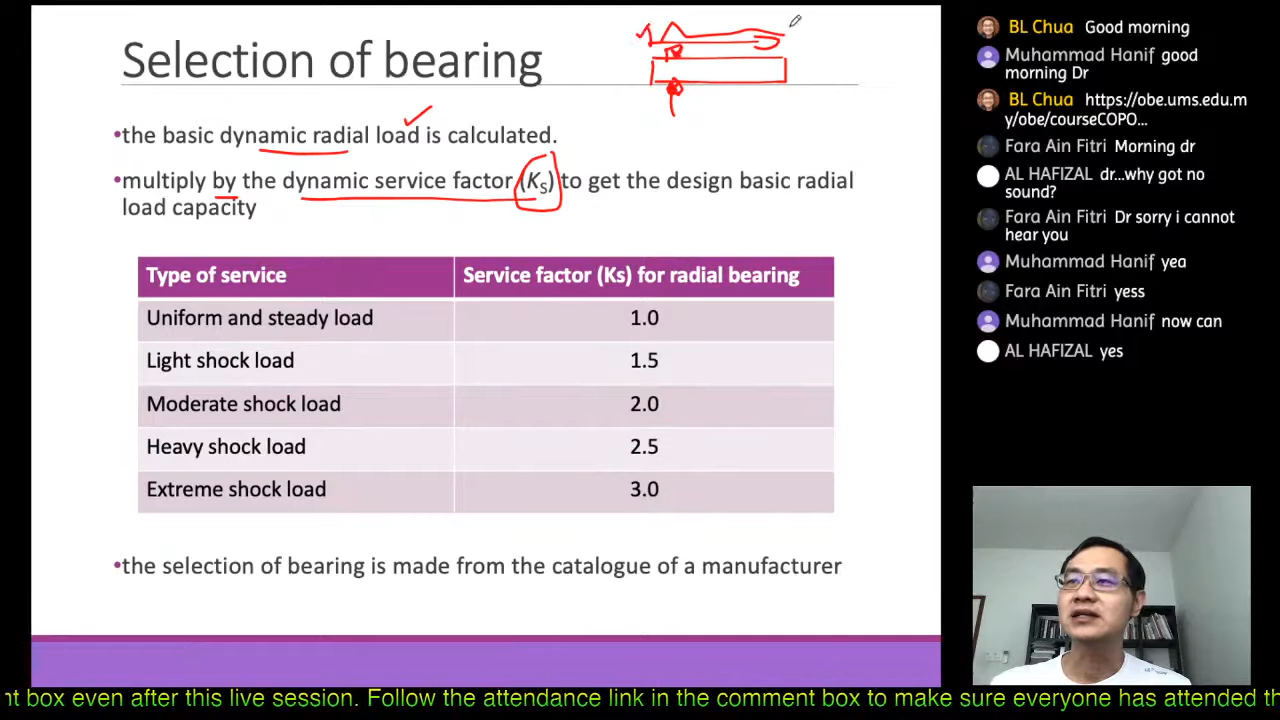 Selection of bearing
•the basic dynamic radial load is calculated.
•multiply by the dynamic service factor (KS) to get the design basic radial
load capacity
Type of service Service factor (Ks) for radial bearing
Uniform and steady load 1.0
Light shock load 1.5
Moderate shock load 2.0
Heavy shock load 2.5
Extreme shock load 3.0
•the selection of bearing is made from the catalogue of a manufacturer
BL Chua Good morning
Muhammad Hanif good
morning Dr
BL Chua https://obe.ums.edu.m
y/obe/courseCOPO...
Fara Ain Fitri Morning dr
AL HAFIZAL dr...why got no
sound?
Fara Ain Fitri Dr sorry i cannot
hear you
Muhammad Hanif yea
Fara Ain Fitri yess
Muhammad Hanif now can
AL HAFIZAL yes
nt box even after this live session. Follow the attendance link in the comment box to make sure everyone has attended th